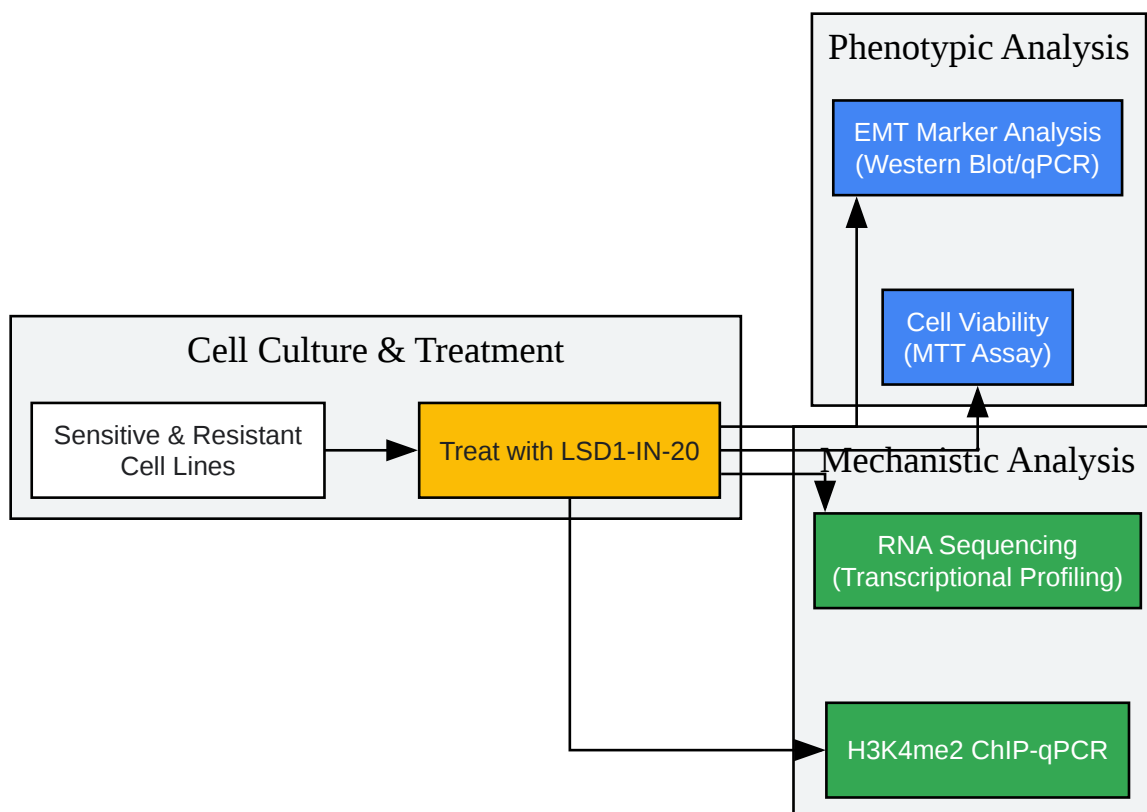 Phenotypic Analysis
EMT Marker Analysis
(Western Blot/qPCR)
Cell Viability
(MTT Assay)
Cell Culture & Treatment
Sensitive & Resistant
Cell Lines
Treat with LSD1-IN-20
Mechanistic Analysis
RNA Sequencing
(Transcriptional Profiling)
H3K4me2 ChIP-qPCR